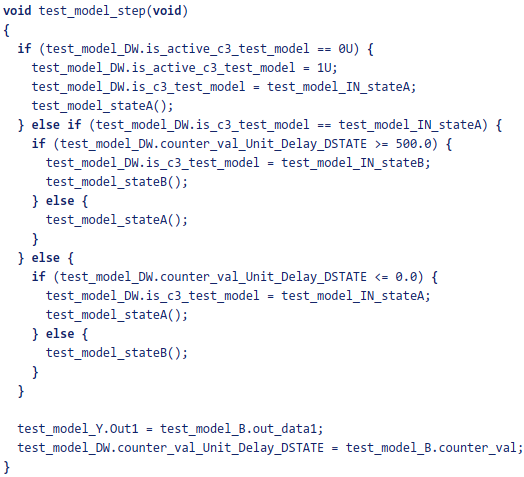 void test_model_step(void)
{
  if (test_model_DW.is_active_c3_test_model == 0U) {
    test_model_DW.is_active_c3_test_model = 1U;
    test_model_DW.is_c3_test_model = test_model_IN_stateA;
    test_model_stateA();
  } else if (test_model_DW.is_c3_test_model == test_model_IN_stateA) {
    if (test_model_DW.counter_val_Unit_Delay_DSTATE >= 500.0) {
      test_model_DW.is_c3_test_model = test_model_IN_stateB;
      test_model_stateB();
    } else {
      test_model_stateA();
    }
  } else {
    if (test_model_DW.counter_val_Unit_Delay_DSTATE <= 0.0) {
      test_model_DW.is_c3_test_model = test_model_IN_stateA;
      test_model_stateA();
    } else {
      test_model_stateB();
    }
  }

  test_model_Y.Out1 = test_model_B.out_data1;
  test_model_DW.counter_val_Unit_Delay_DSTATE = test_model_B.counter_val;
}